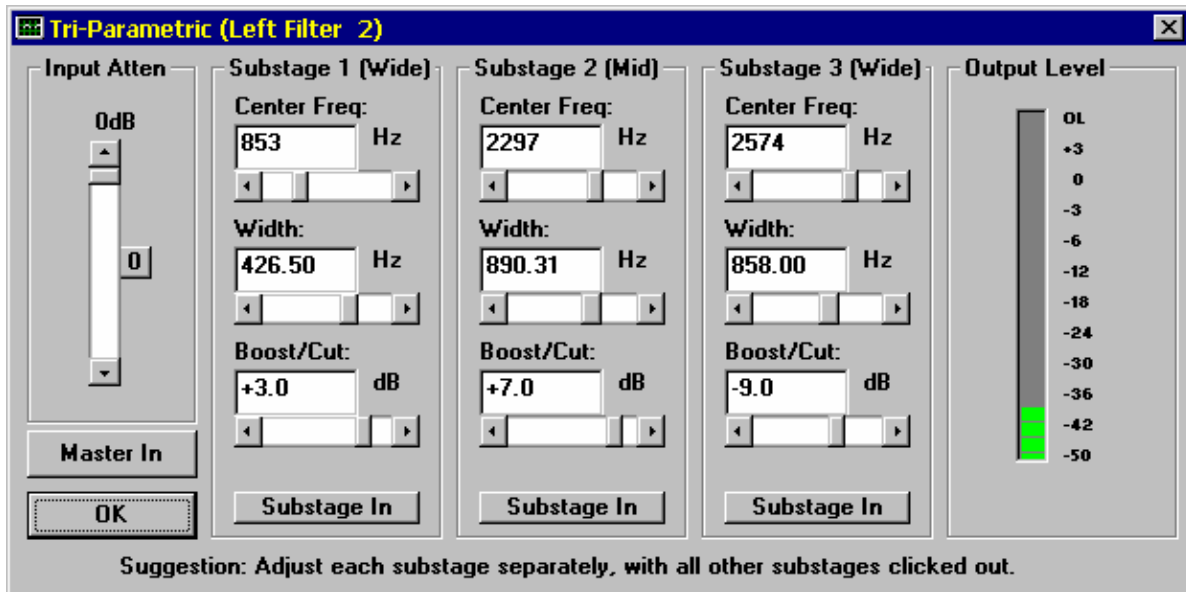 Tri-Parametric (Left Filter 2)
Input Atten
0dB
0
Master In
OK
Substage 1 (Wide)
Center Freq:
853 Hz
Width:
426.50 Hz
Boost/Cut:
+3.0 dB
Substage In
Substage 2 (Mid)
Center Freq:
2297 Hz
Width:
890.31 Hz
Boost/Cut:
+7.0 dB
Substage In
Substage 3 (Wide)
Center Freq:
2574 Hz
Width:
858.00 Hz
Boost/Cut:
-9.0 dB
Substage In
Output Level
OL
+3
0
-3
-6
-12
-18
-24
-30
-36
-42
-50
Suggestion: Adjust each substage separately, with all other substages clicked out.